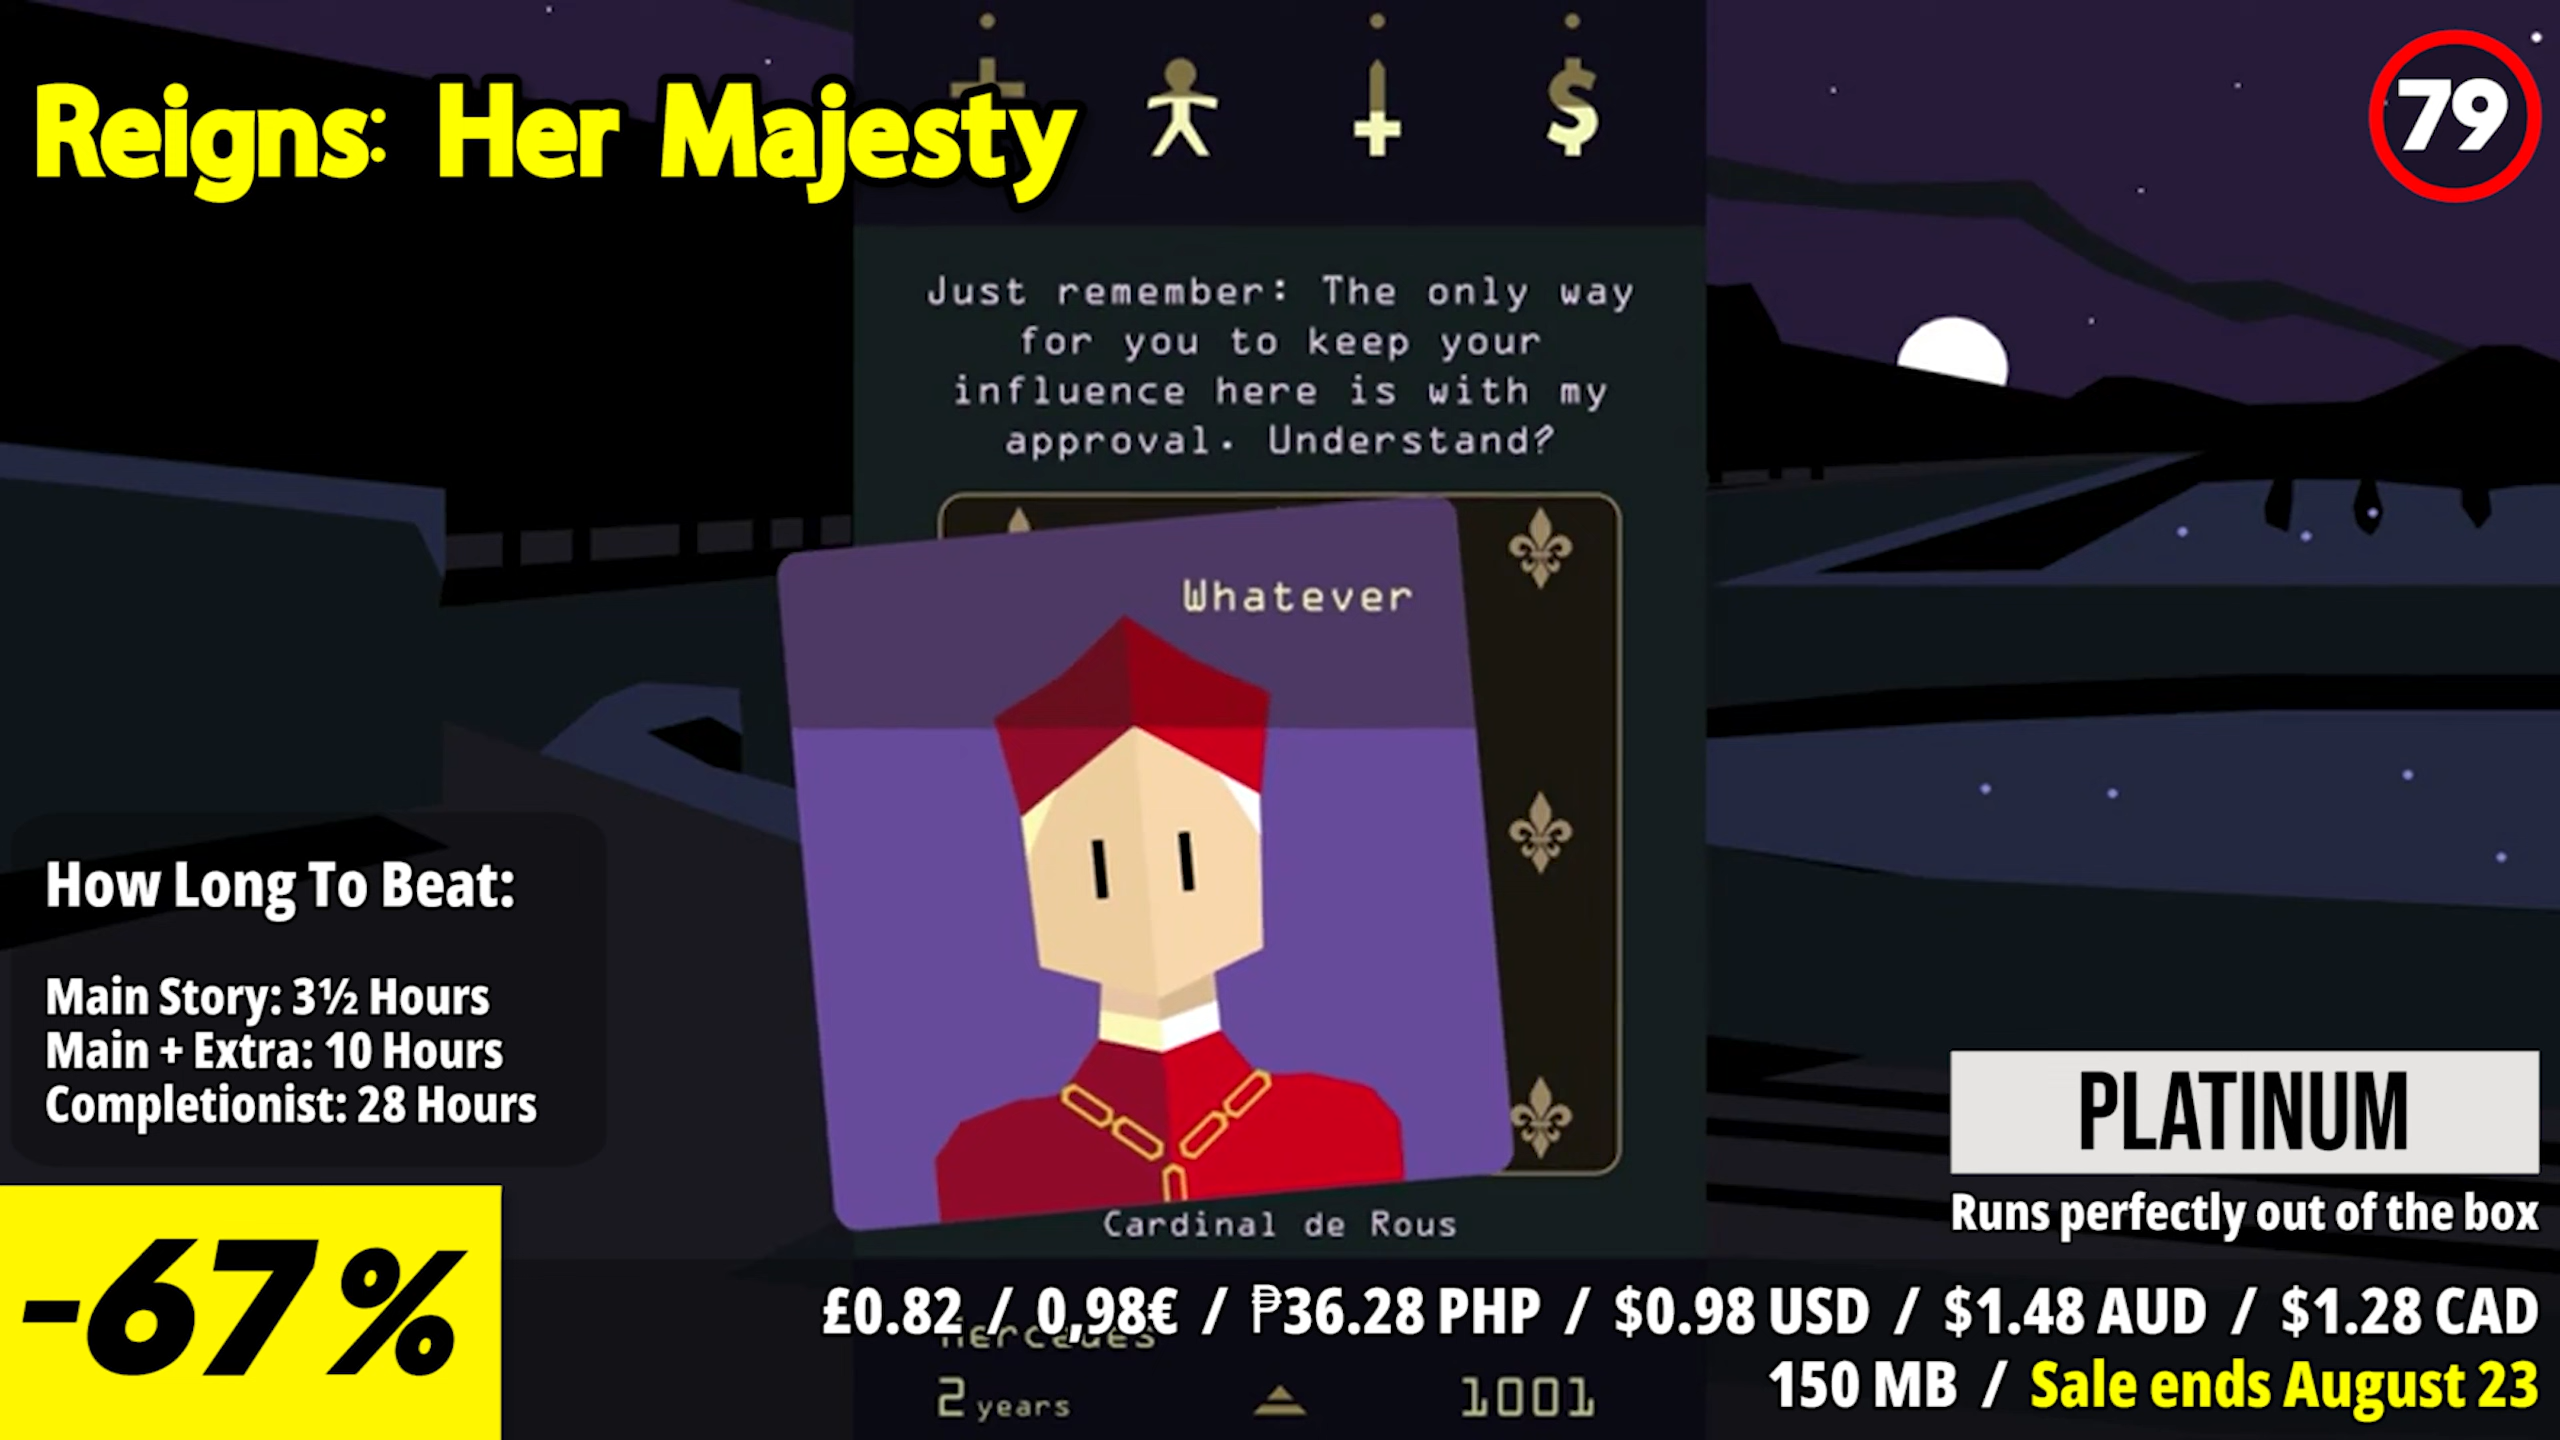 Reigns: Her Majesty
79
Just remember: The only way
for you to keep your
influence here is with my
approval. Understand?
Whatever
How Long To Beat:
Main Story: 3½ Hours
Main + Extra: 10 Hours
Completionist: 28 Hours
PLATINUM
Runs perfectly out of the box
Cardinal de Rous
-67%
£0.82 / 0,98€ / ₱36.28 PHP / $0.98 USD / $1.48 AUD / $1.28 CAD
Mercedes
150 MB / Sale ends August 23
2 years
1001